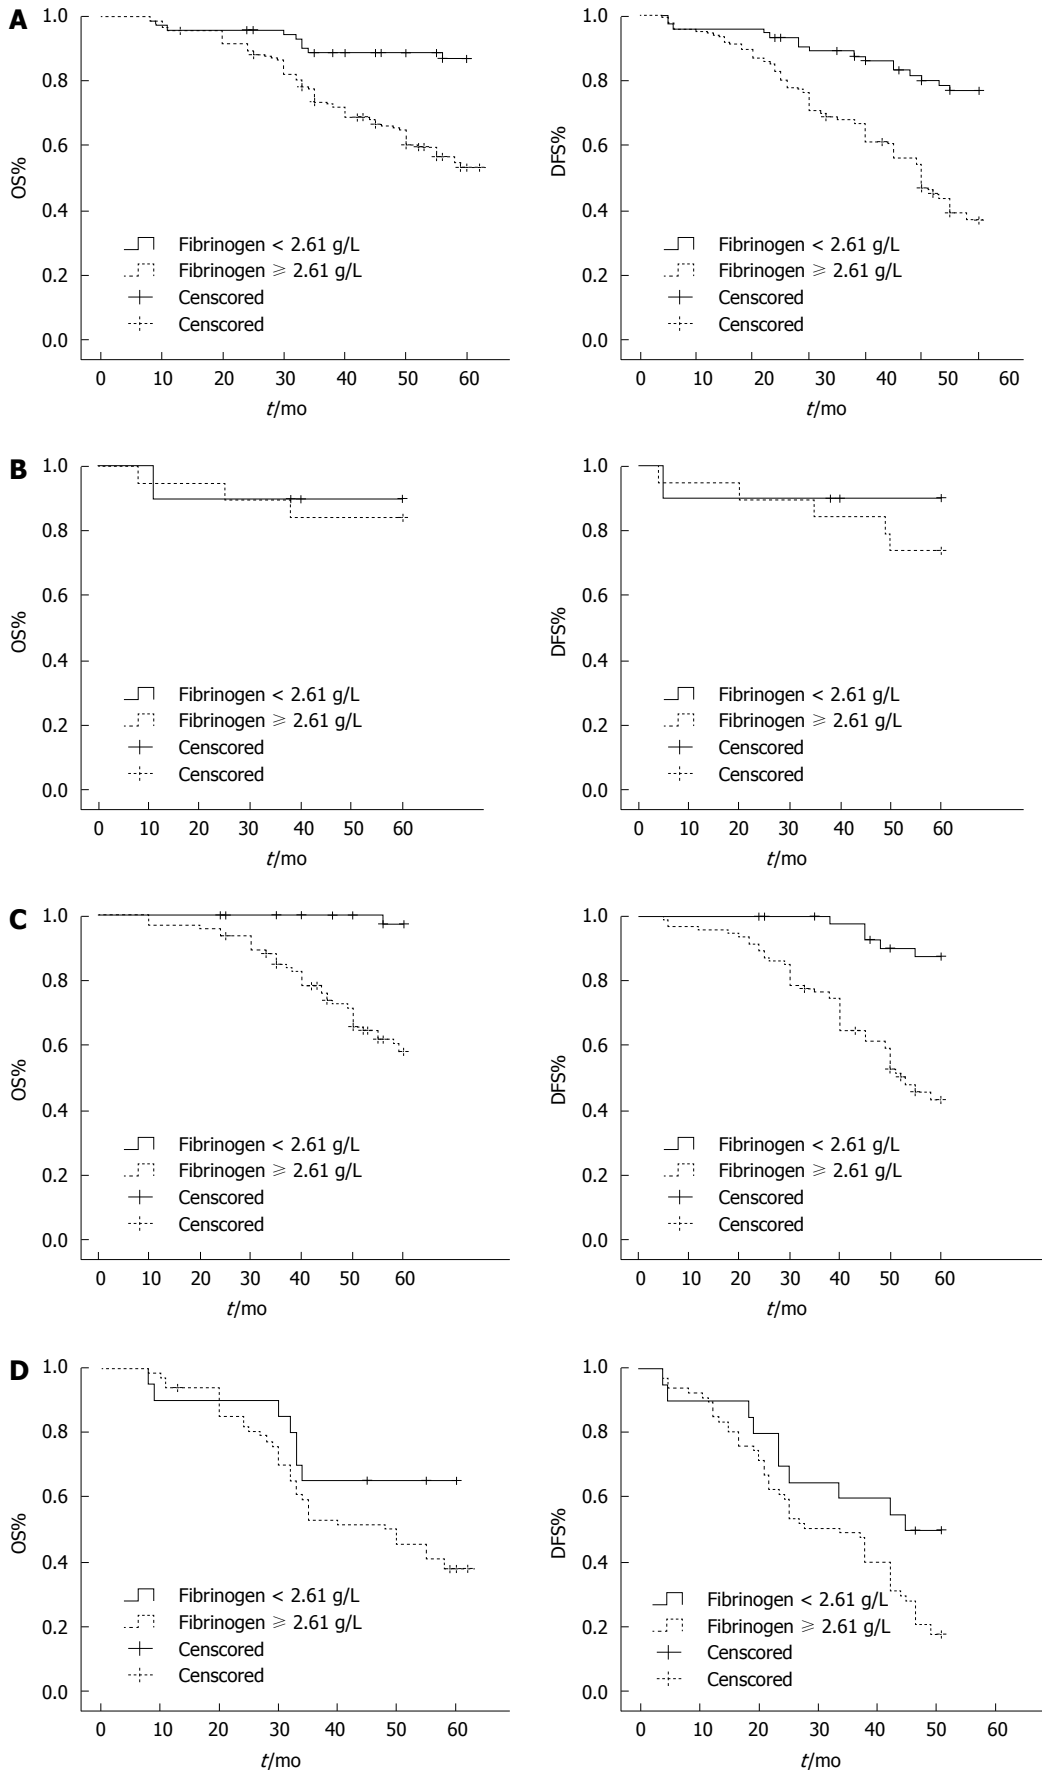 A
1.0
0.8
0.6
0.4
0.2
0.0
OS%
Fibrinogen < 2.61 g/L
Fibrinogen ≥ 2.61 g/L
Censcored
Censcored
0 10 20 30 40 50 60
t/mo
1.0
0.8
0.6
0.4
0.2
0.0
DFS%
Fibrinogen < 2.61 g/L
Fibrinogen ≥ 2.61 g/L
Censcored
Censcored
0 10 20 30 40 50 60
t/mo
B
1.0
0.8
0.6
0.4
0.2
0.0
OS%
Fibrinogen < 2.61 g/L
Fibrinogen ≥ 2.61 g/L
Censcored
Censcored
0 10 20 30 40 50 60
t/mo
1.0
0.8
0.6
0.4
0.2
0.0
DFS%
Fibrinogen < 2.61 g/L
Fibrinogen ≥ 2.61 g/L
Censcored
Censcored
0 10 20 30 40 50 60
t/mo
C
1.0
0.8
0.6
0.4
0.2
0.0
OS%
Fibrinogen < 2.61 g/L
Fibrinogen ≥ 2.61 g/L
Censcored
Censcored
0 10 20 30 40 50 60
t/mo
1.0
0.8
0.6
0.4
0.2
0.0
DFS%
Fibrinogen < 2.61 g/L
Fibrinogen ≥ 2.61 g/L
Censcored
Censcored
0 10 20 30 40 50 60
t/mo
D
1.0
0.8
0.6
0.4
0.2
0.0
OS%
Fibrinogen < 2.61 g/L
Fibrinogen ≥ 2.61 g/L
Censcored
Censcored
0 10 20 30 40 50 60
t/mo
1.0
0.8
0.6
0.4
0.2
0.0
DFS%
Fibrinogen < 2.61 g/L
Fibrinogen ≥ 2.61 g/L
Censcored
Censcored
0 10 20 30 40 50 60
t/mo